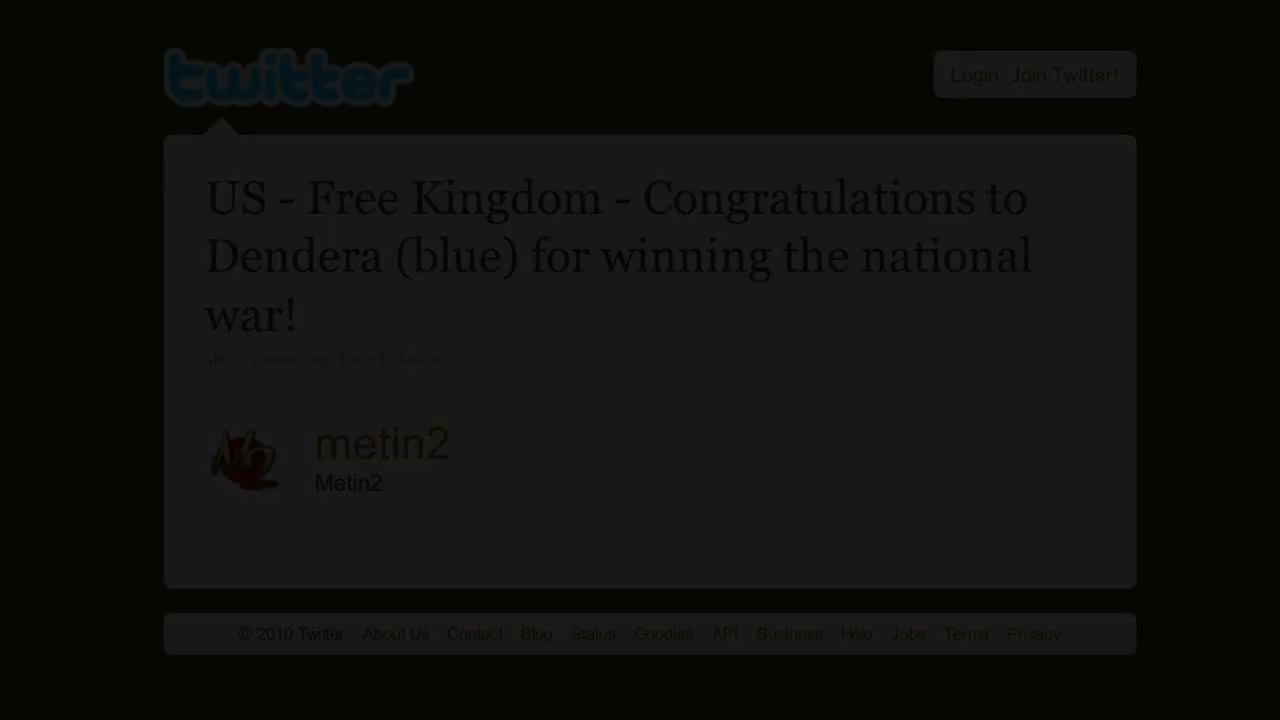 twitter
Login Join Twitter!
US - Free Kingdom - Congratulations to
Dendera (blue) for winning the national
war!
metin2
Metin2
© 2010 Twitter About Us Contact Blog Status Goodies API Business Help Jobs Terms Privacy